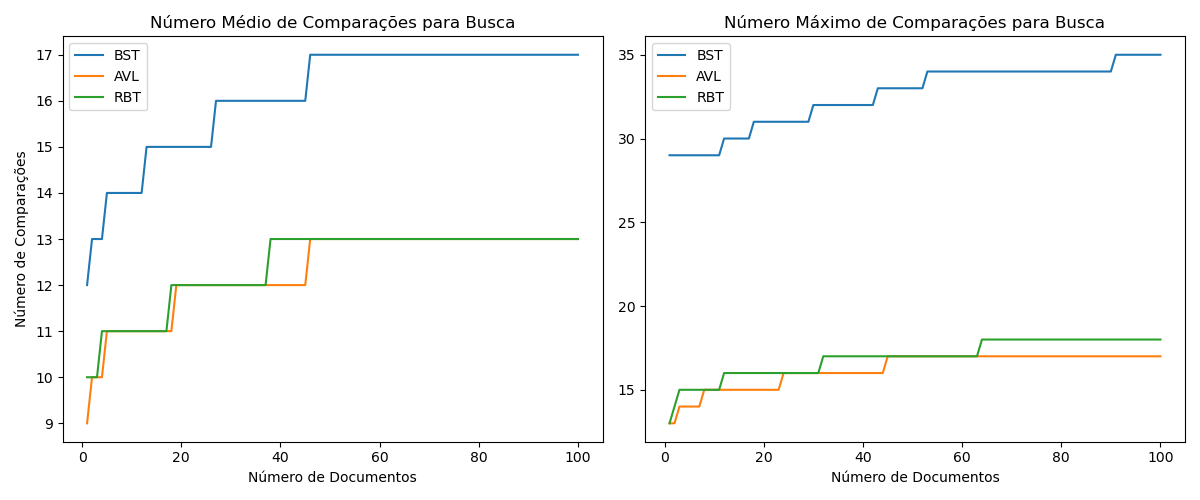 Número Médio de Comparações para Busca
BST
AVL
RBT
17
16
15
14
13
12
11
10
9
Número de Comparações
0
20
40
60
80
100
Número de Documentos
Número Máximo de Comparações para Busca
BST
AVL
RBT
35
30
25
20
15
0
20
40
60
80
100
Número de Documentos